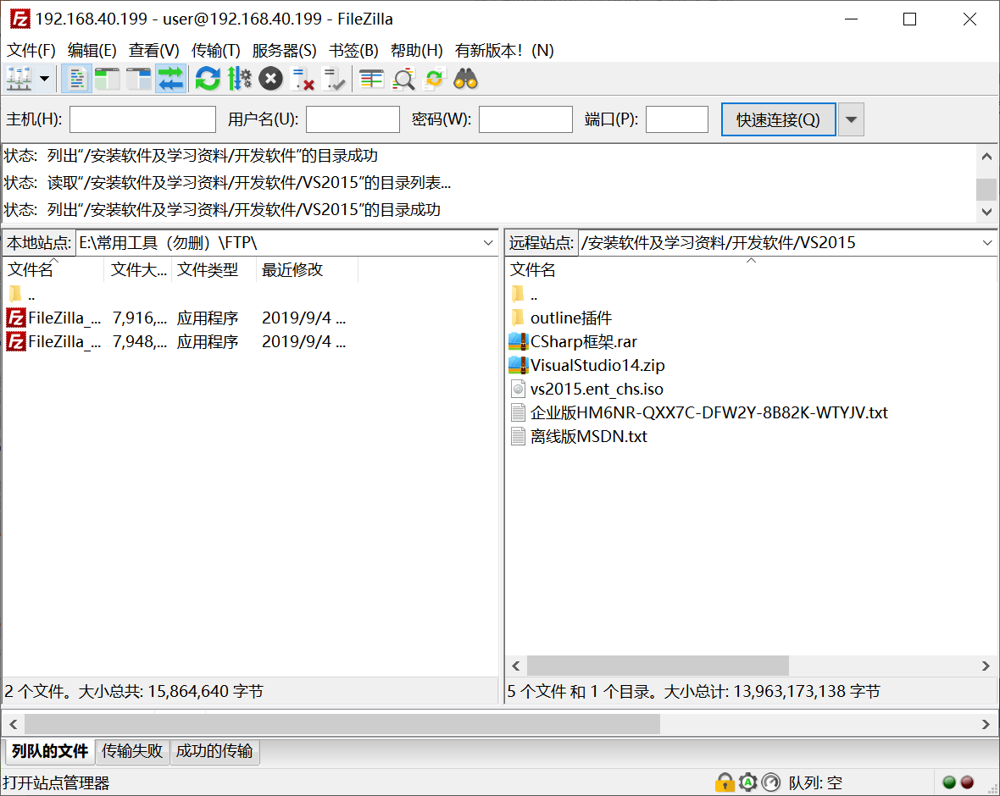 192.168.40.199 - user@192.168.40.199 - FileZilla
文件(F) 编辑(E) 查看(V) 传输(T) 服务器(S) 书签(B) 帮助(H) 有新版本！(N)
主机(H): 用户名(U): 密码(W): 端口(P): 快速连接(Q)
状态: 列出“/安装软件及学习资料/开发软件”的目录成功
状态: 读取“/安装软件及学习资料/开发软件/VS2015”的目录列表...
状态: 列出“/安装软件及学习资料/开发软件/VS2015”的目录成功
本地站点: E:\常用工具（勿删）\FTP\
文件名 文件大... 文件类型 最近修改
..
FileZilla_... 7,916,... 应用程序 2019/9/4 ...
FileZilla_... 7,948,... 应用程序 2019/9/4 ...
2 个文件。大小总共: 15,864,640 字节
远程站点: /安装软件及学习资料/开发软件/VS2015
文件名
..
outline插件
CSharp框架.rar
VisualStudio14.zip
vs2015.ent_chs.iso
企业版HM6NR-QXX7C-DFW2Y-8B82K-WTYJV.txt
离线版MSDN.txt
5 个文件 和 1 个目录。大小总计: 13,963,173,138 字节
列队的文件 传输失败 成功的传输
打开站点管理器 队列: 空